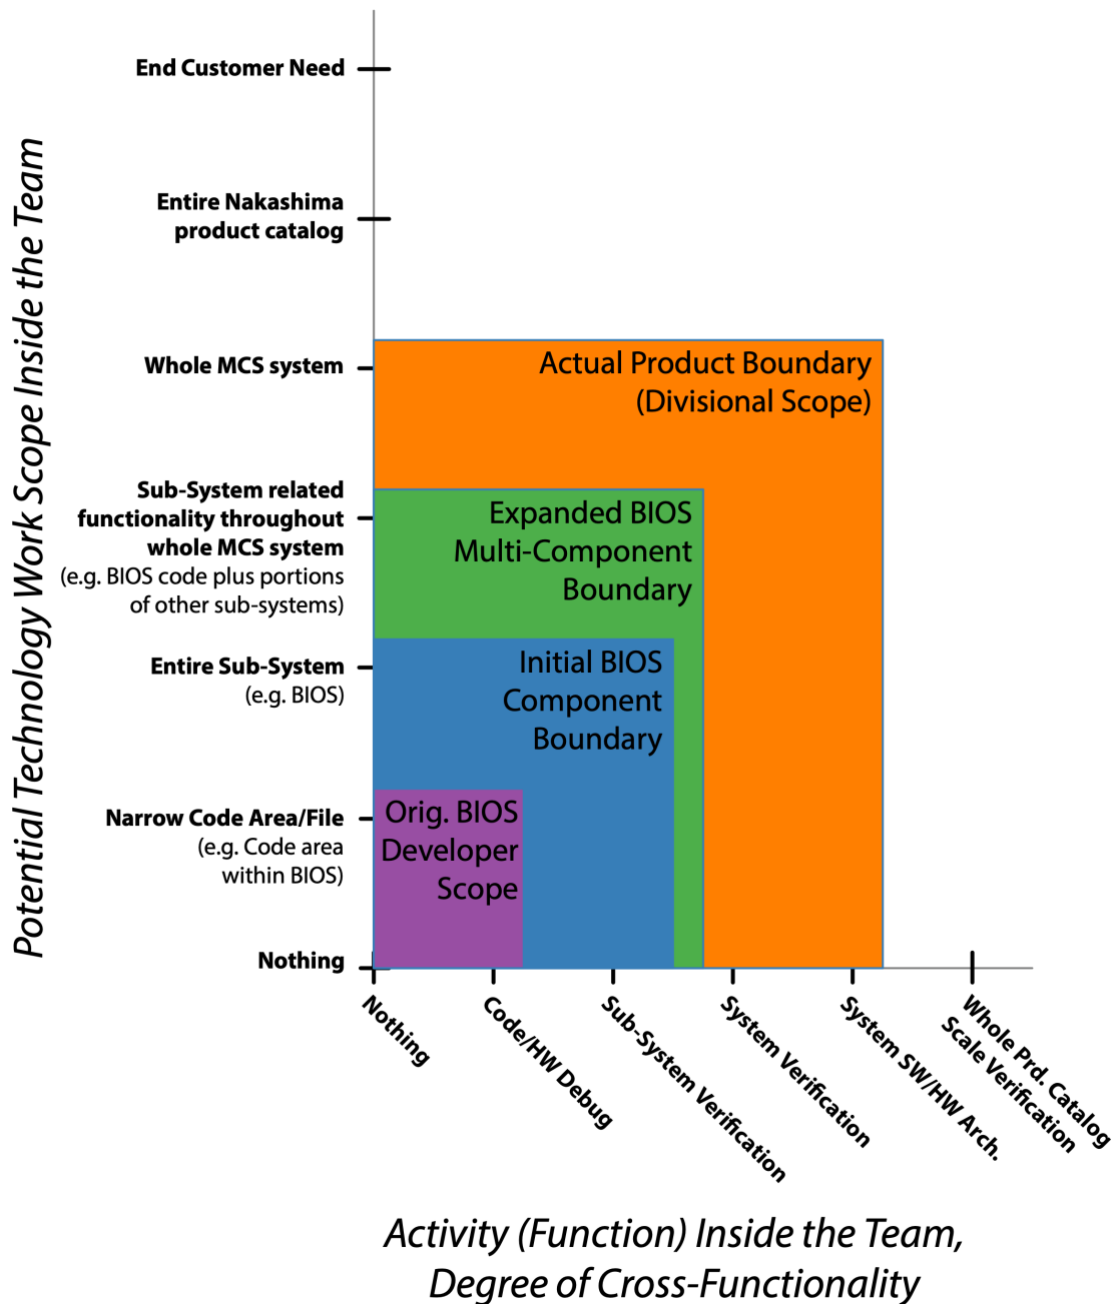 Potential Technology Work Scope Inside the Team
End Customer Need
Entire Nakashima
product catalog
Whole MCS system
Sub-System related
functionality throughout
whole MCS system
(e.g. BIOS code plus portions
of other sub-systems)
Entire Sub-System
(e.g. BIOS)
Narrow Code Area/File
(e.g. Code area
within BIOS)
Nothing
Actual Product Boundary
(Divisional Scope)
Expanded BIOS
Multi-Component
Boundary
Initial BIOS
Component
Boundary
Orig. BIOS
Developer
Scope
Nothing
Code/HW Debug
Sub-System Verification
System Verification
System SW/HW Arch.
Whole Prd. Catalog
Scale Verification
Activity (Function) Inside the Team,
Degree of Cross-Functionality